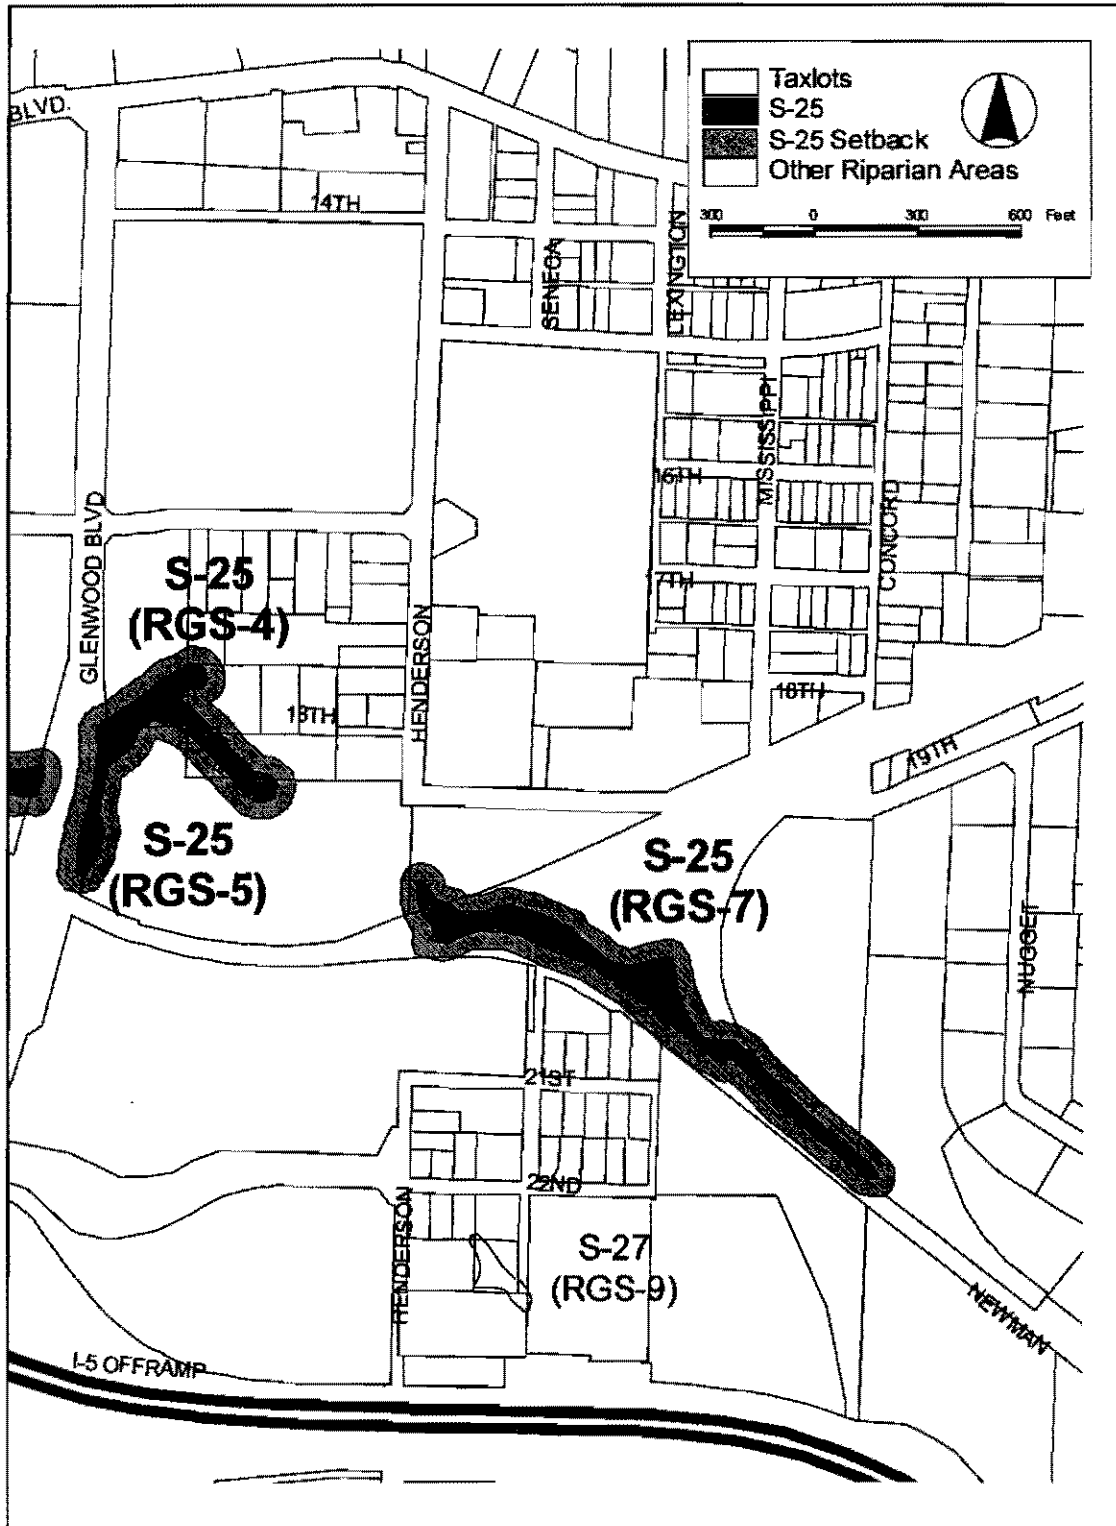 BLVD.
Taxlots
S-25
S-25 Setback
Other Riparian Areas
300 0 300 600 Feet
14TH
SENECA
LEXINGTON
MISSISSIPPI
CONCORD
16TH
17TH
18TH
19TH
GLENWOOD BLVD
S-25
(RGS-4)
HENDERSON
13TH
S-25
(RGS-5)
S-25
(RGS-7)
NUGGET
21ST
22ND
HENDERSON
S-27
(RGS-9)
NEWMAN
I-5 OFFRAMP